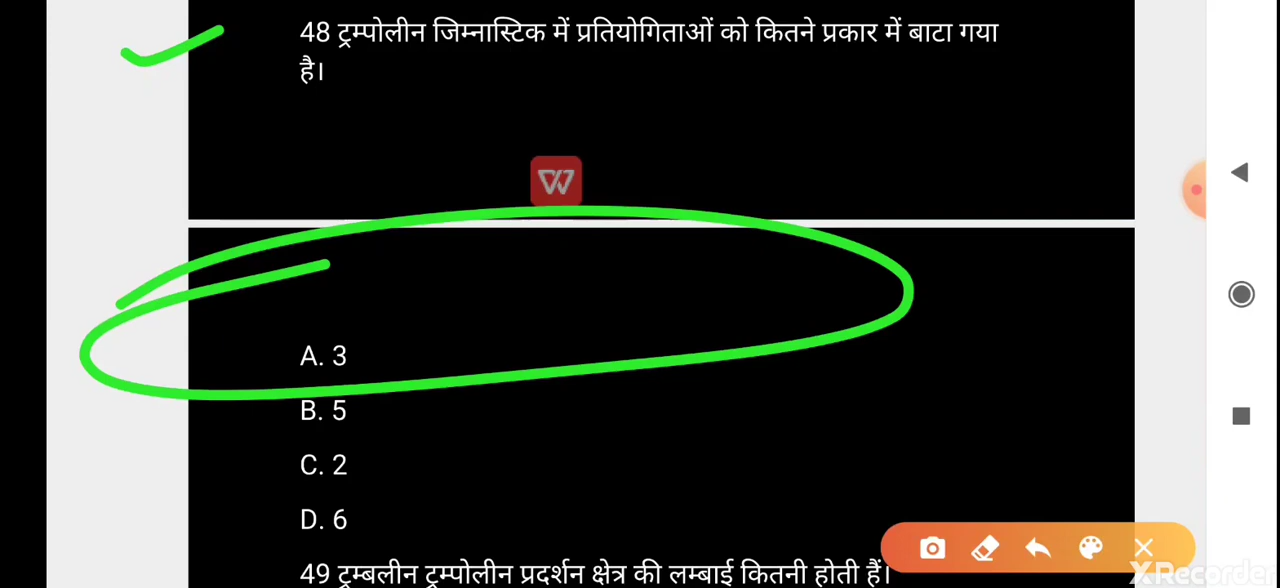 48 ट्रम्पोलीन जिम्नास्टिक में प्रतियोगिताओं को कितने प्रकार में बाटा गया
है।
A. 3
B. 5
C. 2
D. 6
49 ट्रम्बलीन ट्रम्पोलीन प्रदर्शन क्षेत्र की लम्बाई कितनी होती हैं।
XRecorder